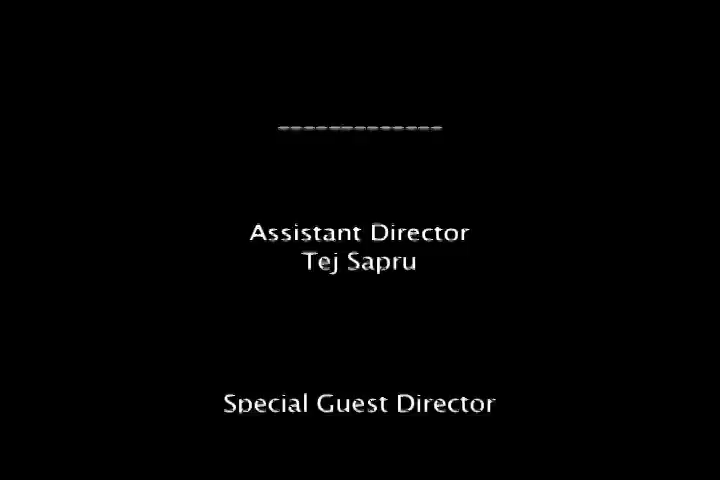 -------------
Assistant Director
Tej Sapru
Special Guest Director